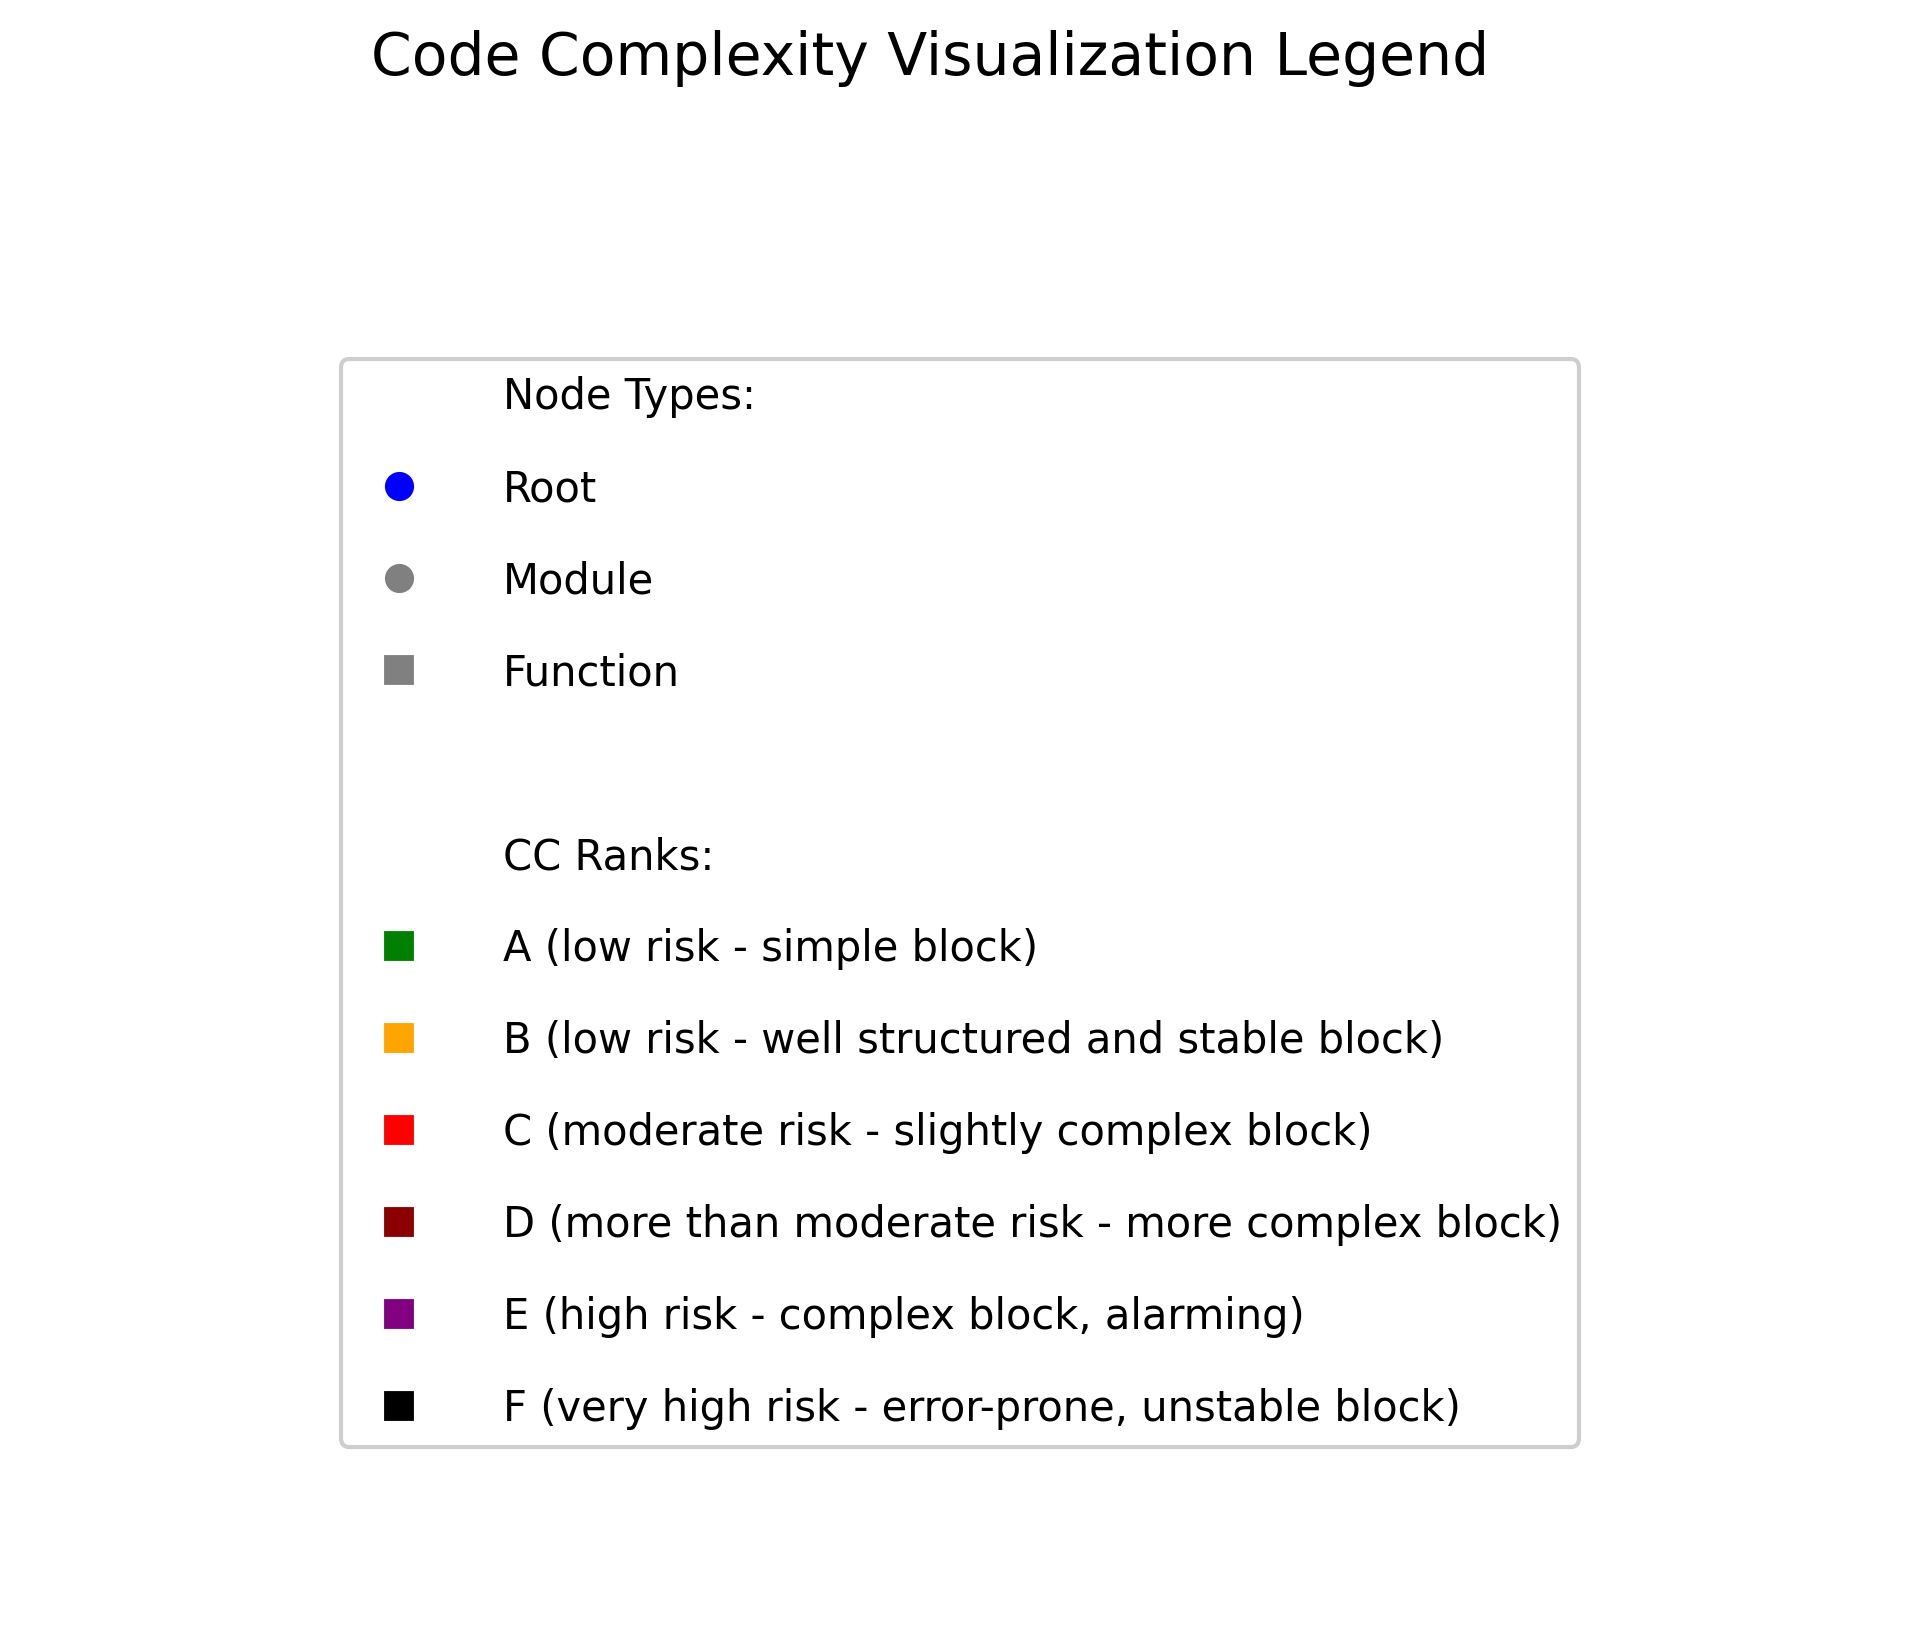 Code Complexity Visualization Legend
Node Types:
Root
Module
Function
CC Ranks:
A (low risk - simple block)
B (low risk - well structured and stable block)
C (moderate risk - slightly complex block)
D (more than moderate risk - more complex block)
E (high risk - complex block, alarming)
F (very high risk - error-prone, unstable block)